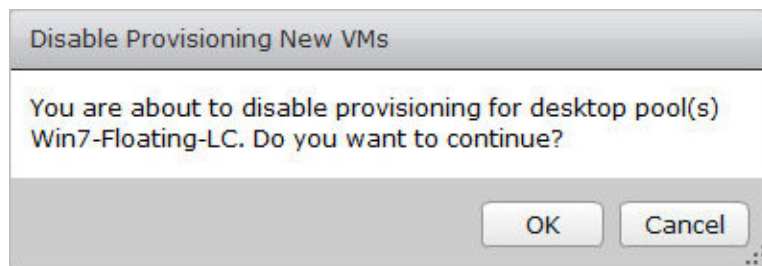 Disable Provisioning New VMs
You are about to disable provisioning for desktop pool(s)
Win7-Floating-LC. Do you want to continue?
OK Cancel